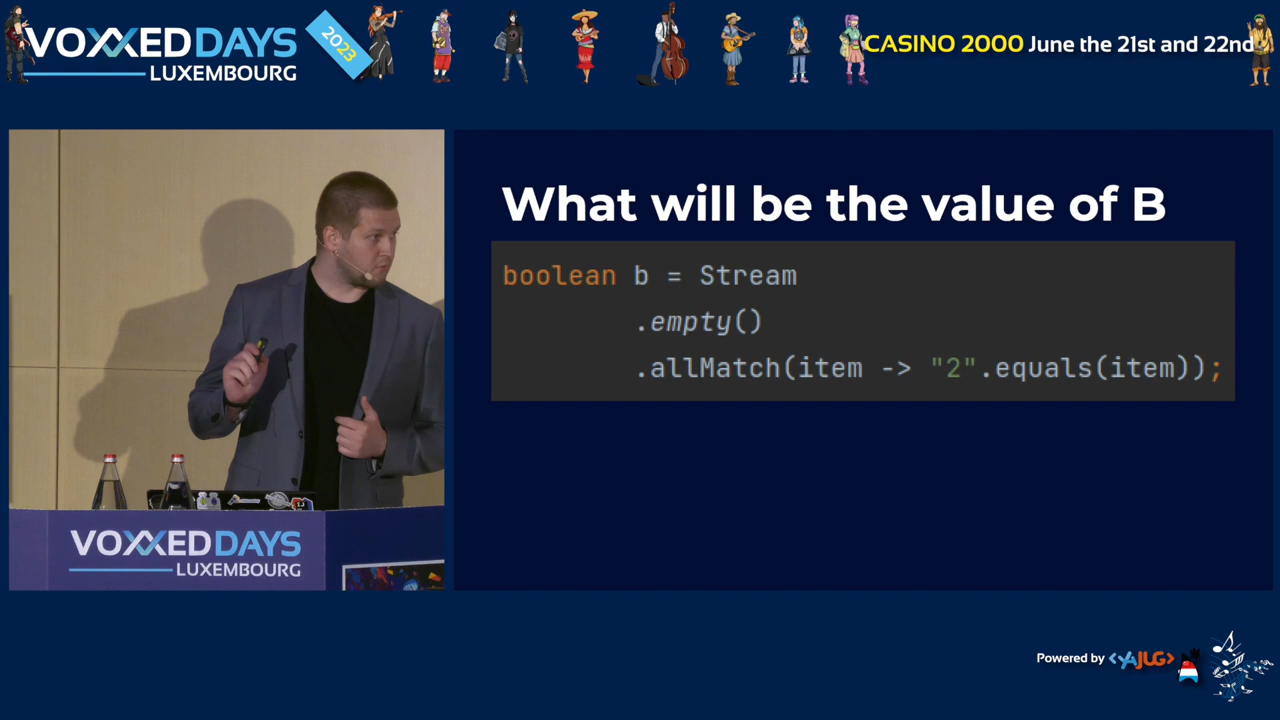 VOXXEDDAYS
LUXEMBOURG
2023
CASINO 2000 June the 21st and 22nd
What will be the value of B
boolean b = Stream
.empty()
.allMatch(item -> "2".equals(item));
VOXXEDDAYS
LUXEMBOURG
Powered by <YAJUG>